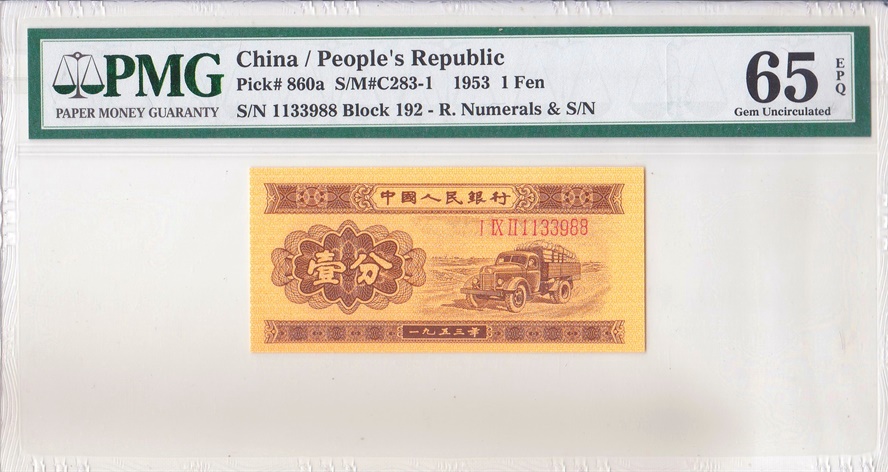 PMG
PAPER MONEY GUARANTY
China / People's Republic
Pick# 860a S/M#C283-1 1953 1 Fen
S/N 1133988 Block 192 - R. Numerals & S/N
65
EPQ
Gem Uncirculated
中國人民銀行
I IX II 1133988
壹分
一九五三年